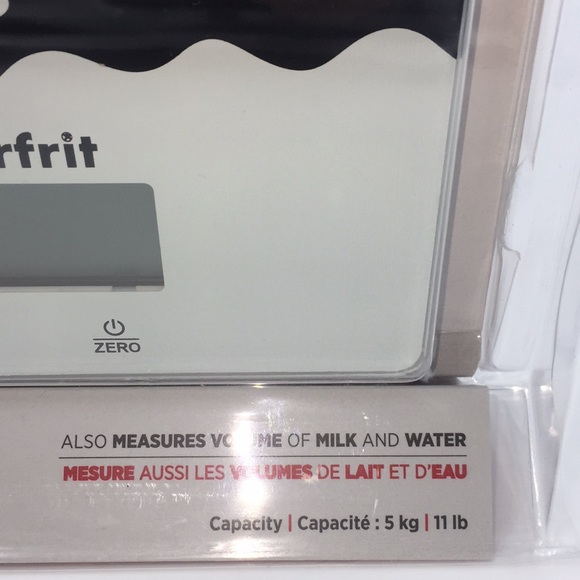 rfrit
ZERO
ALSO MEASURES VOLUME OF MILK AND WATER
MESURE AUSSI LES VOLUMES DE LAIT ET D'EAU
Capacity | Capacité : 5 kg | 11 lb